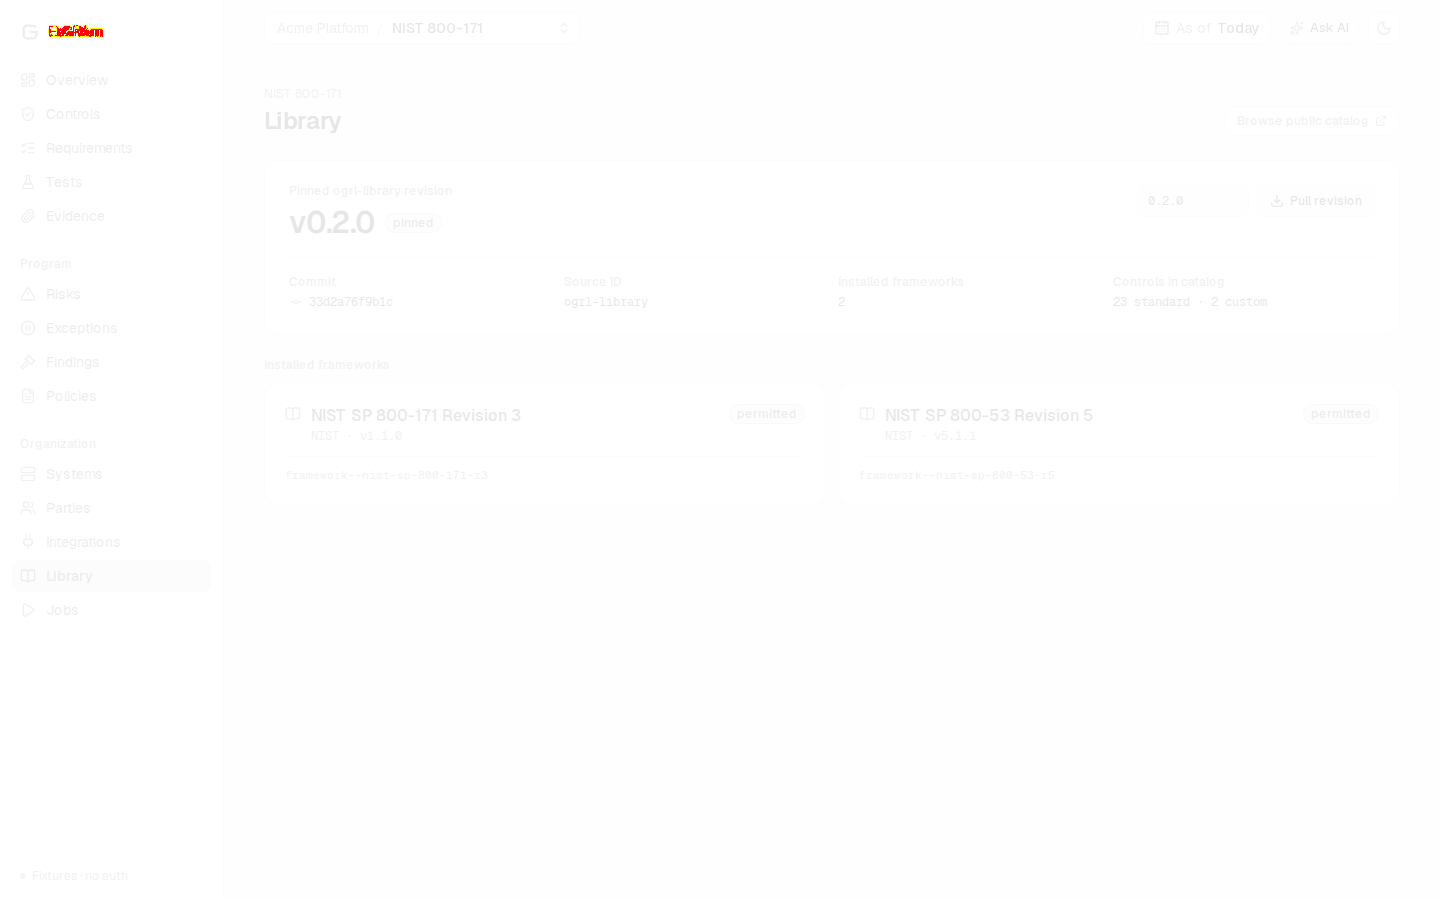 G
Acme Platform / NIST 800-171
As of Today
Ask AI
Overview
Controls
Requirements
Tests
Evidence
Program
Risks
Exceptions
Findings
Policies
Organization
Systems
Parties
Integrations
Library
Jobs
Fixtures · no auth
NIST 800-171
Library
Browse public catalog
Pinned ogrl-library revision
v0.2.0 pinned
0.2.0
Pull revision
Commit
33d2a76f9b1c
Source ID
ogrl-library
Installed frameworks
2
Controls in catalog
23 standard · 2 custom
Installed frameworks
NIST SP 800-171 Revision 3
permitted
NIST · v1.1.0
framework--nist-sp-800-171-r3
NIST SP 800-53 Revision 5
permitted
NIST · v5.1.1
framework--nist-sp-800-53-r5